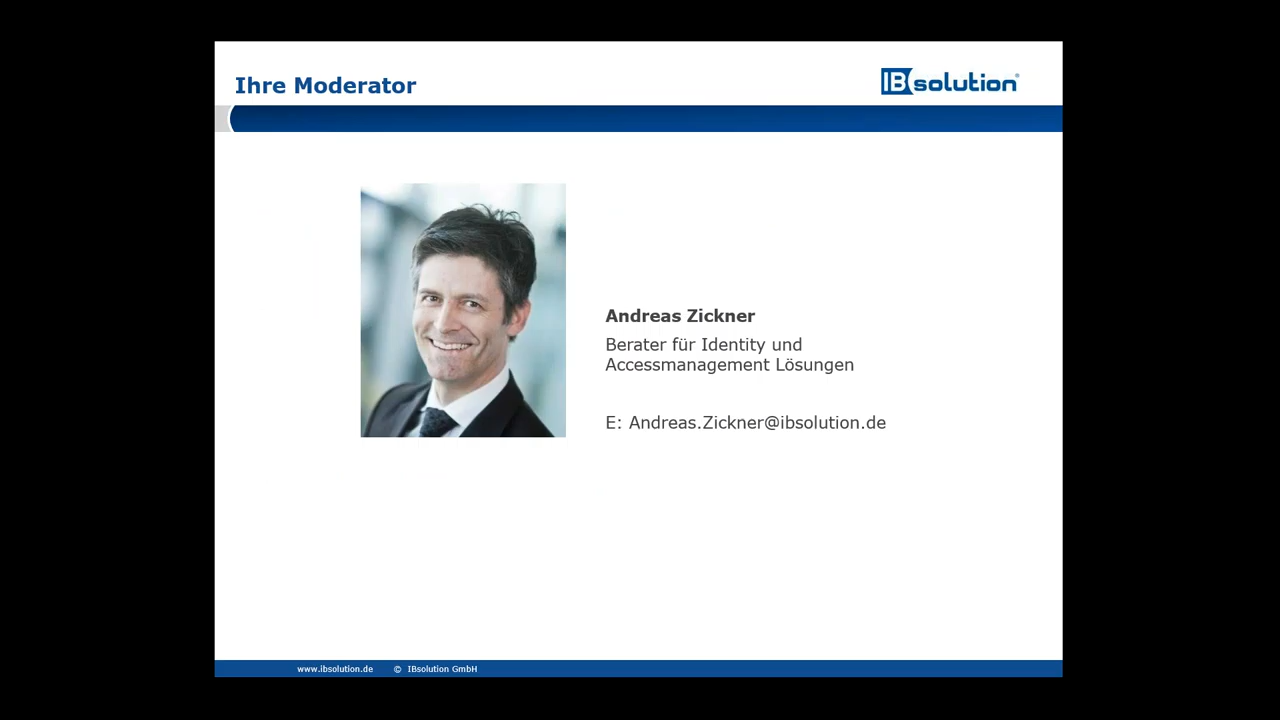 Ihre Moderator
IBsolution®
Andreas Zickner
Berater für Identity und
Accessmanagement Lösungen
E: Andreas.Zickner@ibsolution.de
www.ibsolution.de © IBsolution GmbH